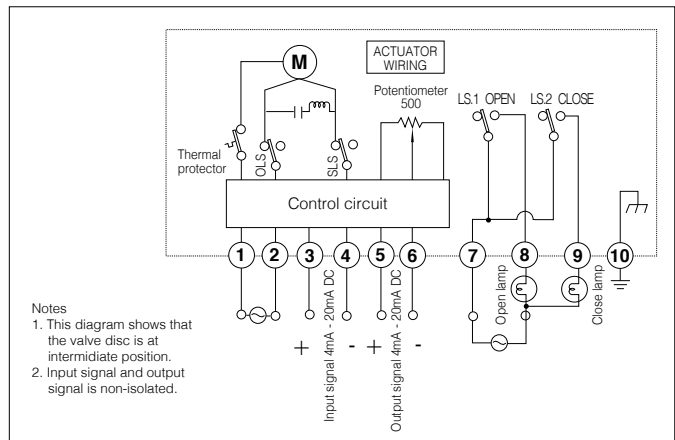 ACTUATOR
WIRING
M
Potentiometer
500
LS.1 OPEN
LS.2 CLOSE
Thermal
protector
OLS
SLS
Control circuit
1
2
3
4
5
6
7
8
9
10
+
Input signal 4mA - 20mA DC
-
+
Output signal 4mA - 20mA DC
-
Open lamp
Close lamp
Notes
1. This diagram shows that
the valve disc is at
intermidiate position.
2. Input signal and output
signal is non-isolated.